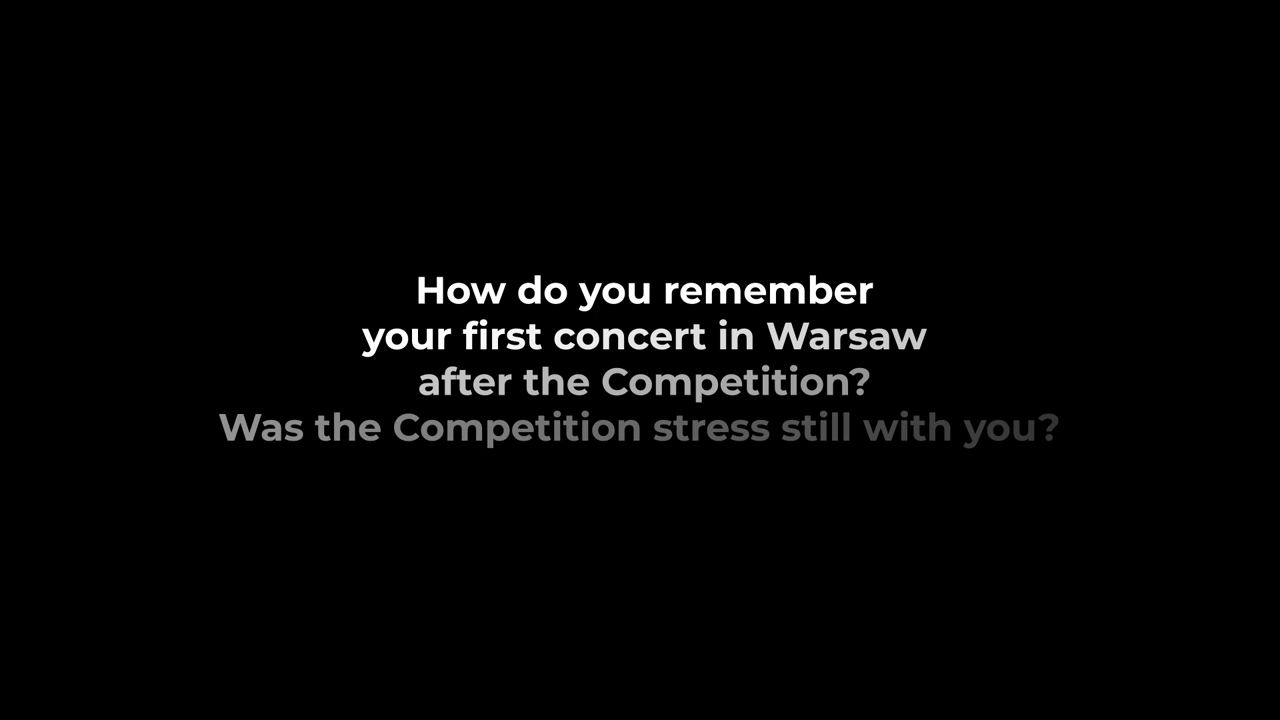 How do you remember
your first concert in Warsaw
after the Competition?
Was the Competition stress still with you?